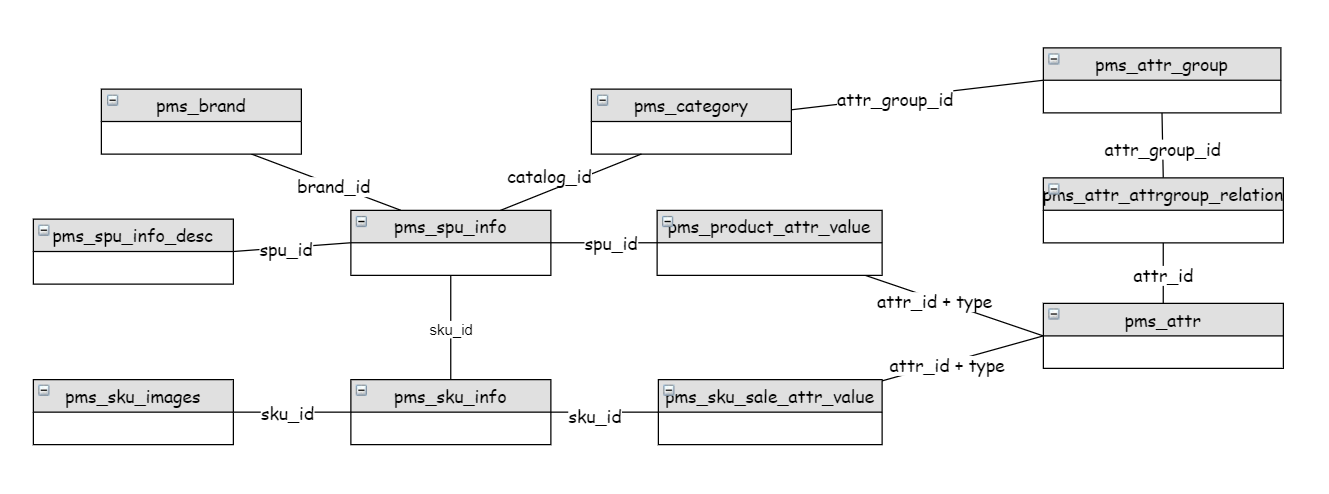 pms_attr_group
pms_brand
pms_category
attr_group_id
attr_group_id
brand_id
catalog_id
pms_attr_attrgroup_relation
pms_spu_info_desc
spu_id
pms_spu_info
spu_id
pms_product_attr_value
attr_id
attr_id + type
sku_id
pms_attr
attr_id + type
pms_sku_images
sku_id
pms_sku_info
sku_id
pms_sku_sale_attr_value